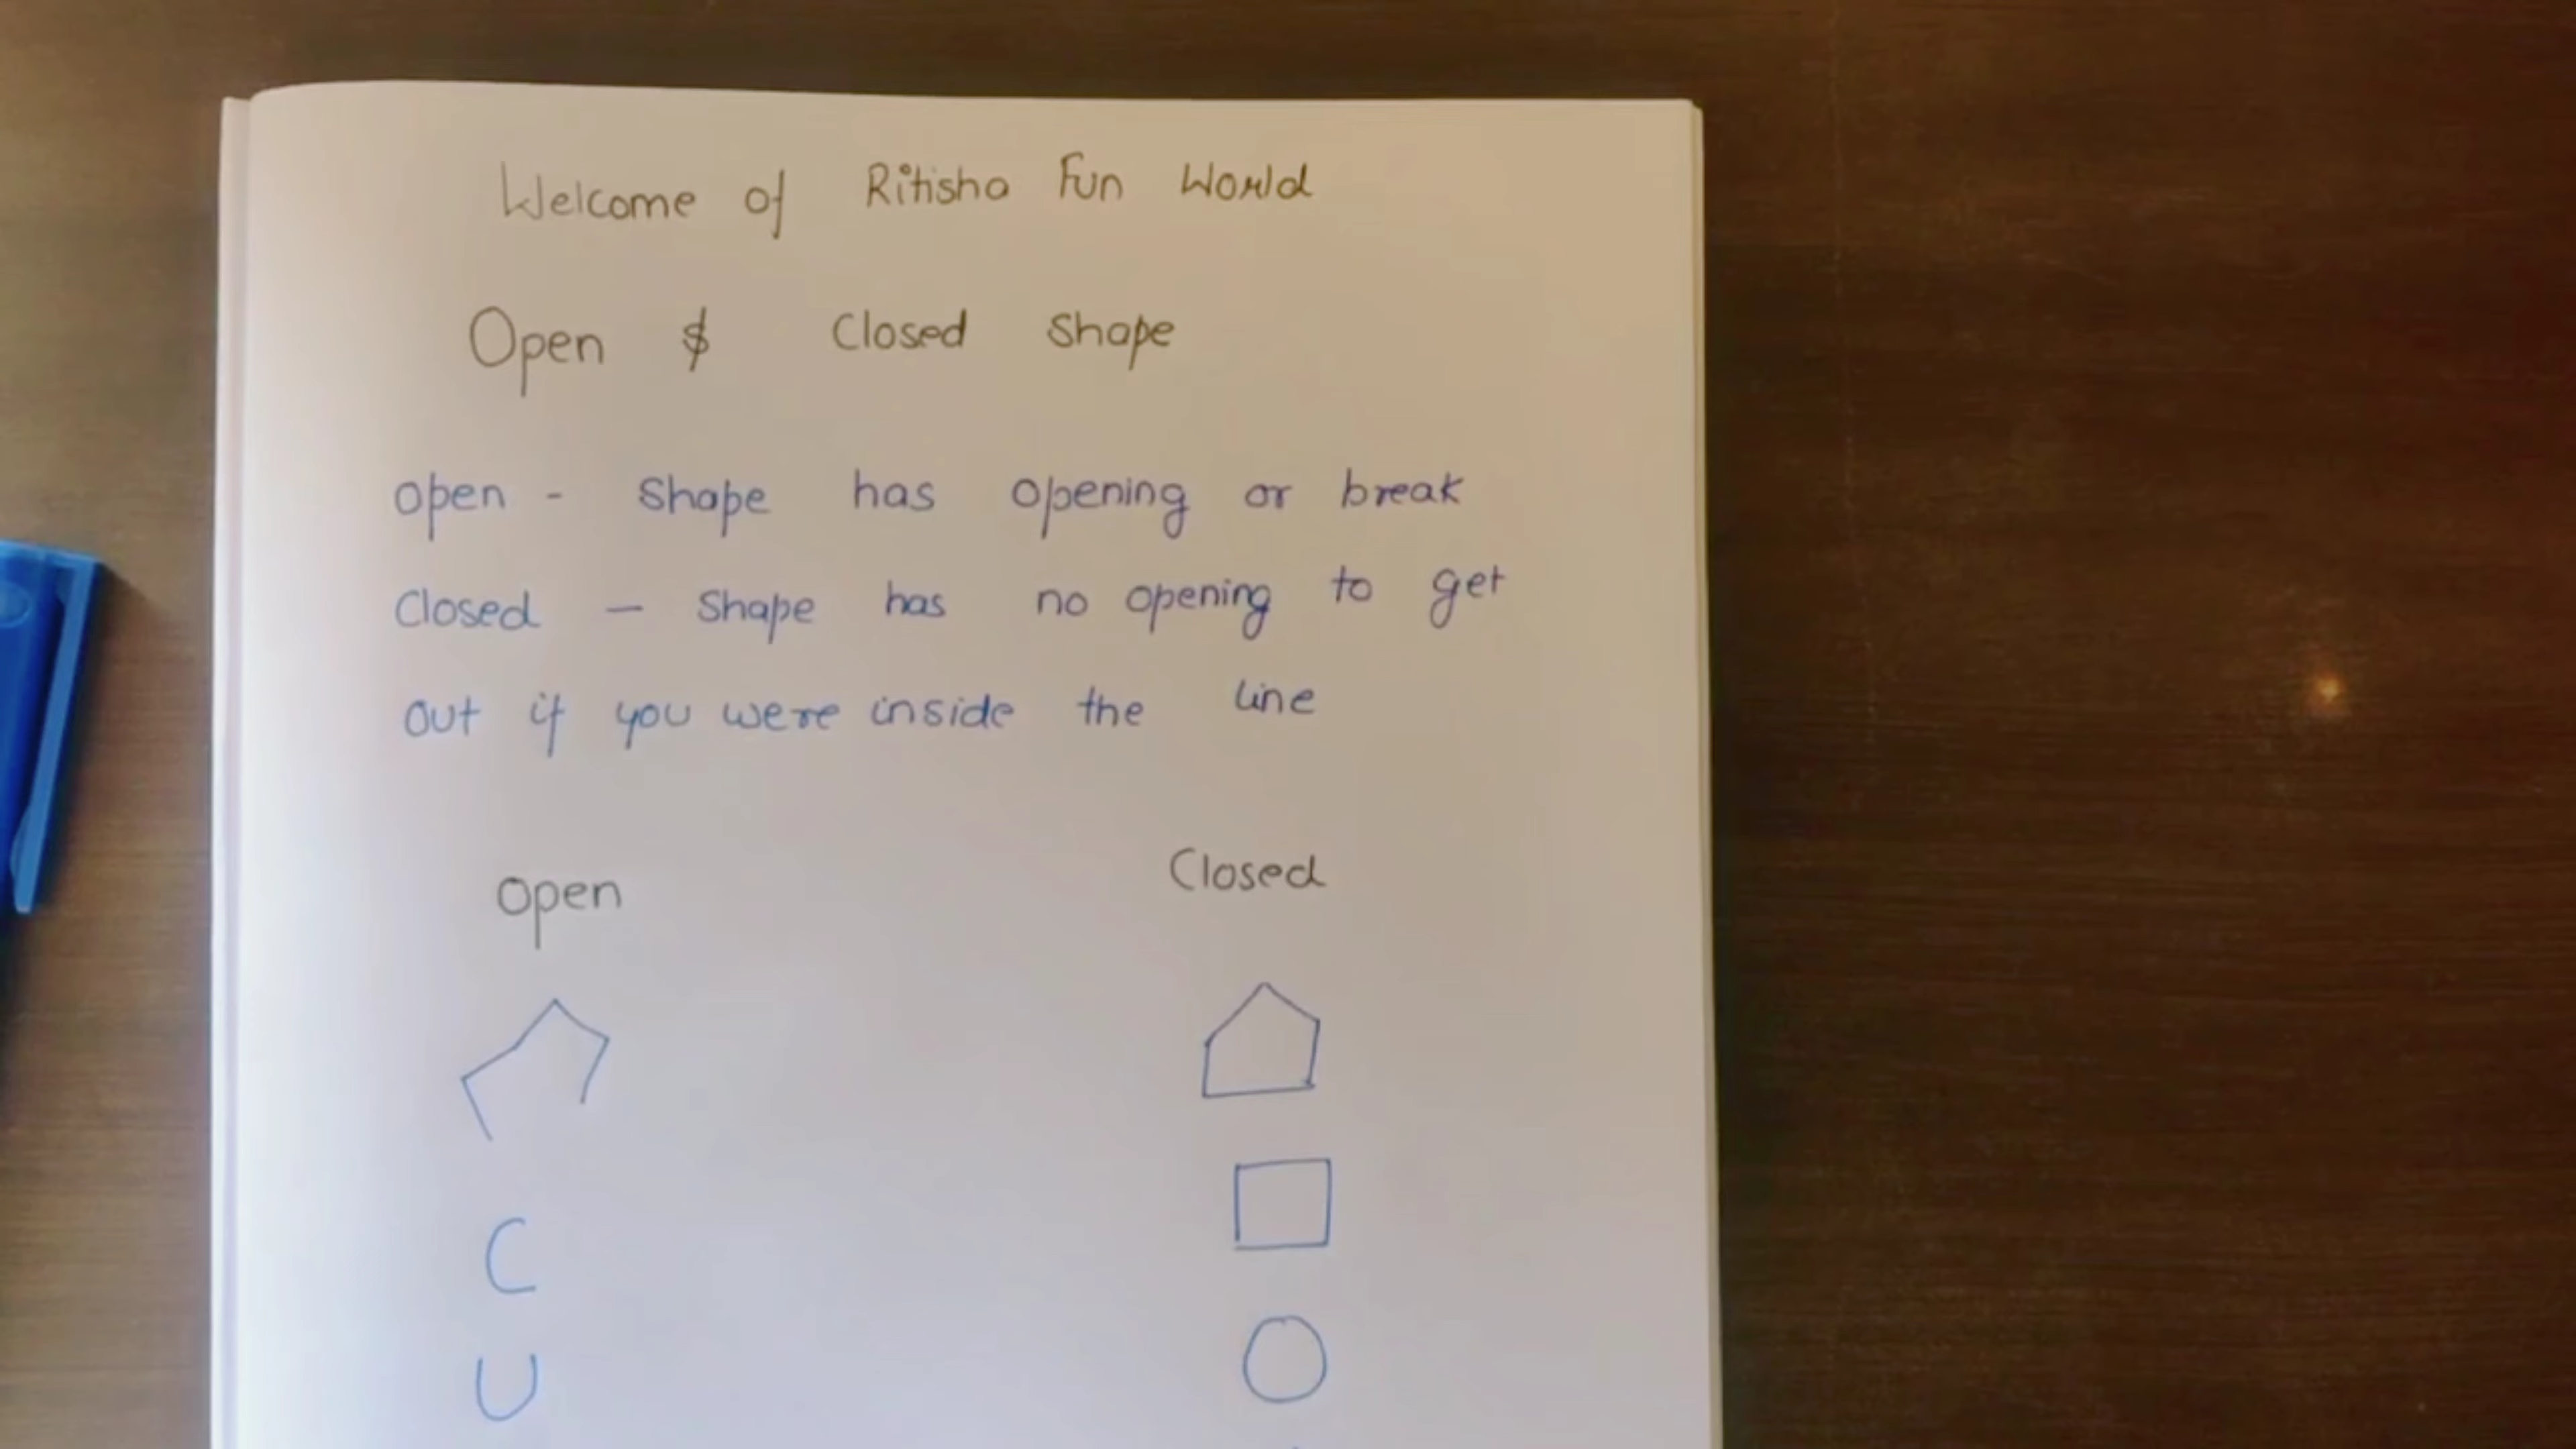 Welcome of Ritisha Fun World
Open $ Closed Shape
open - Shape has opening or break
Closed - Shape has no opening to get
out if you were inside the line
Open Closed
C
U